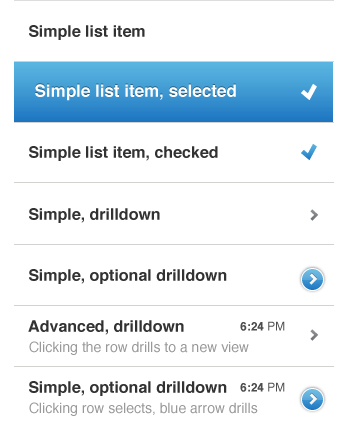 Simple list item
Simple list item, selected
Simple list item, checked
Simple, drilldown
Simple, optional drilldown
Advanced, drilldown 6:24 PM
Clicking the row drills to a new view
Simple, optional drilldown 6:24 PM
Clicking row selects, blue arrow drills